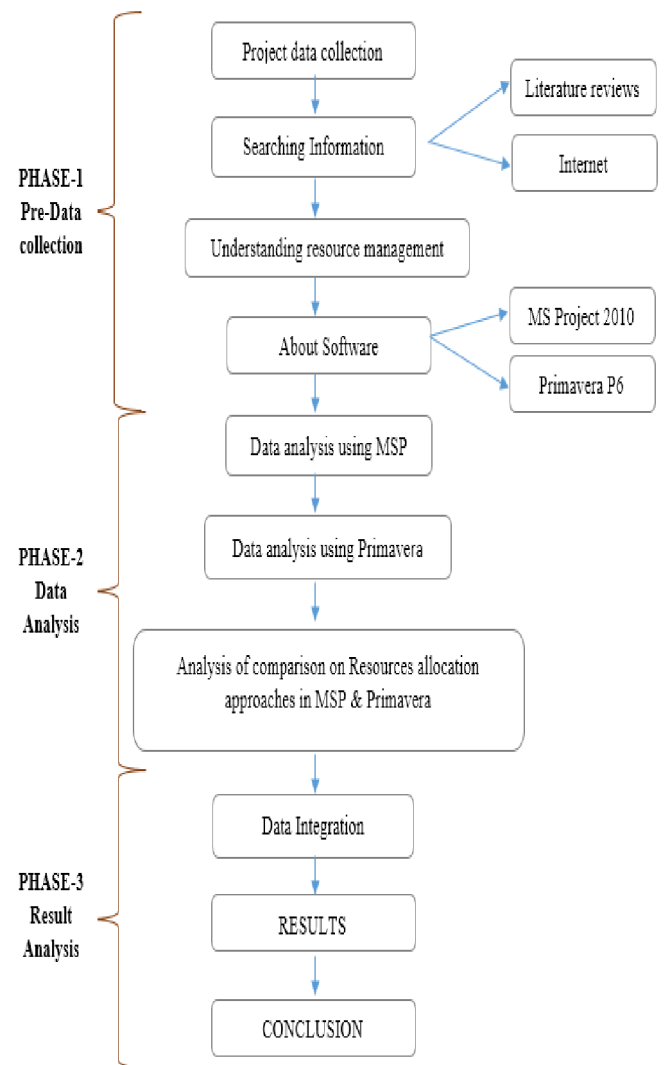 Project data collection
Literature reviews
Searching Information
Internet
PHASE-1
Pre-Data
collection
Understanding resource management
MS Project 2010
About Software
Primavera P6
Data analysis using MSP
Data analysis using Primavera
PHASE-2
Data
Analysis
Analysis of comparison on Resources allocation
approaches in MSP & Primavera
Data Integration
PHASE-3
Result
Analysis
RESULTS
CONCLUSION